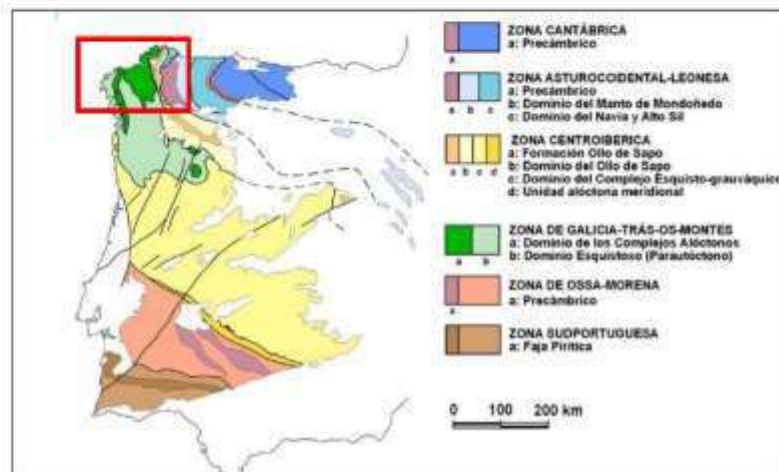 ZONA CANTÁBRICA
a: Precámbrico
a
ZONA ASTUROCCIDENTAL-LEONESA
a: Precámbrico
b: Dominio del Manto de Mondoñedo
c: Dominio del Navia y Alto Sil
a b c
ZONA CENTROIBERICA
a: Formación Ollo de Sapo
b: Dominio del Ollo de Sapo
c: Dominio del Complejo Esquisto-grauváquico
d: Unidad alóctona meridional
a b c d
ZONA DE GALICIA-TRÁS-OS-MONTES
a: Dominio de los Complejos Alóctonos
b: Dominio Esquistoso (Parautóctono)
a b
ZONA DE OSSA-MORENA
a: Precámbrico
a
ZONA SUDPORTUGUESA
a: Faja Pirítica
0 100 200 km